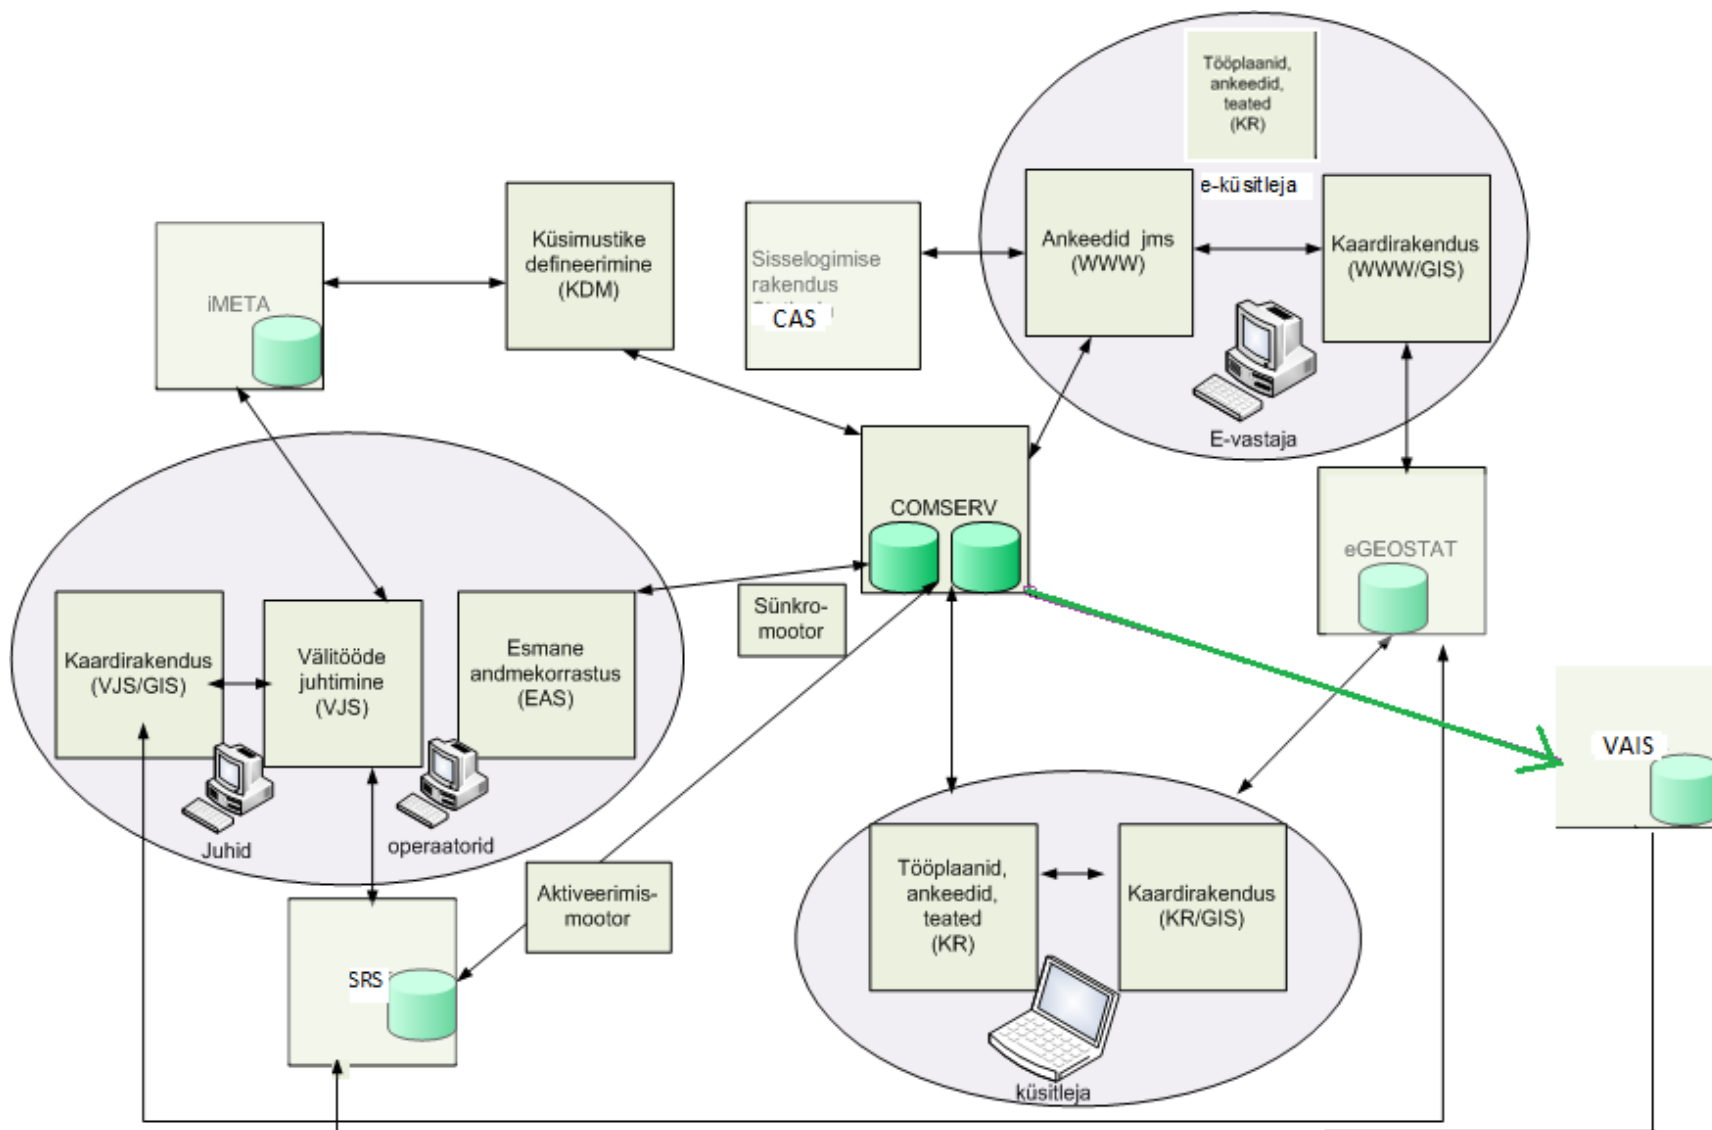 Tööplaanid,
ankeedid,
teated
(KR)
e-küsitleja
Ankeedid jms
(WWW)
Kaardirakendus
(WWW/GIS)
E-vastaja
Küsimustike
defineerimine
(KDM)
Sisselogimise
rakendus
CAS
iMETA
COMSERV
eGEOSTAT
Sünkro-
mootor
Kaardirakendus
(VJS/GIS)
Välitööde
juhtimine
(VJS)
Esmane
andmekorrastus
(EAS)
Juhid
operaatorid
VAIS
Aktiveerimis-
mootor
SRS
Tööplaanid,
ankeedid,
teated
(KR)
Kaardirakendus
(KR/GIS)
küsitleja